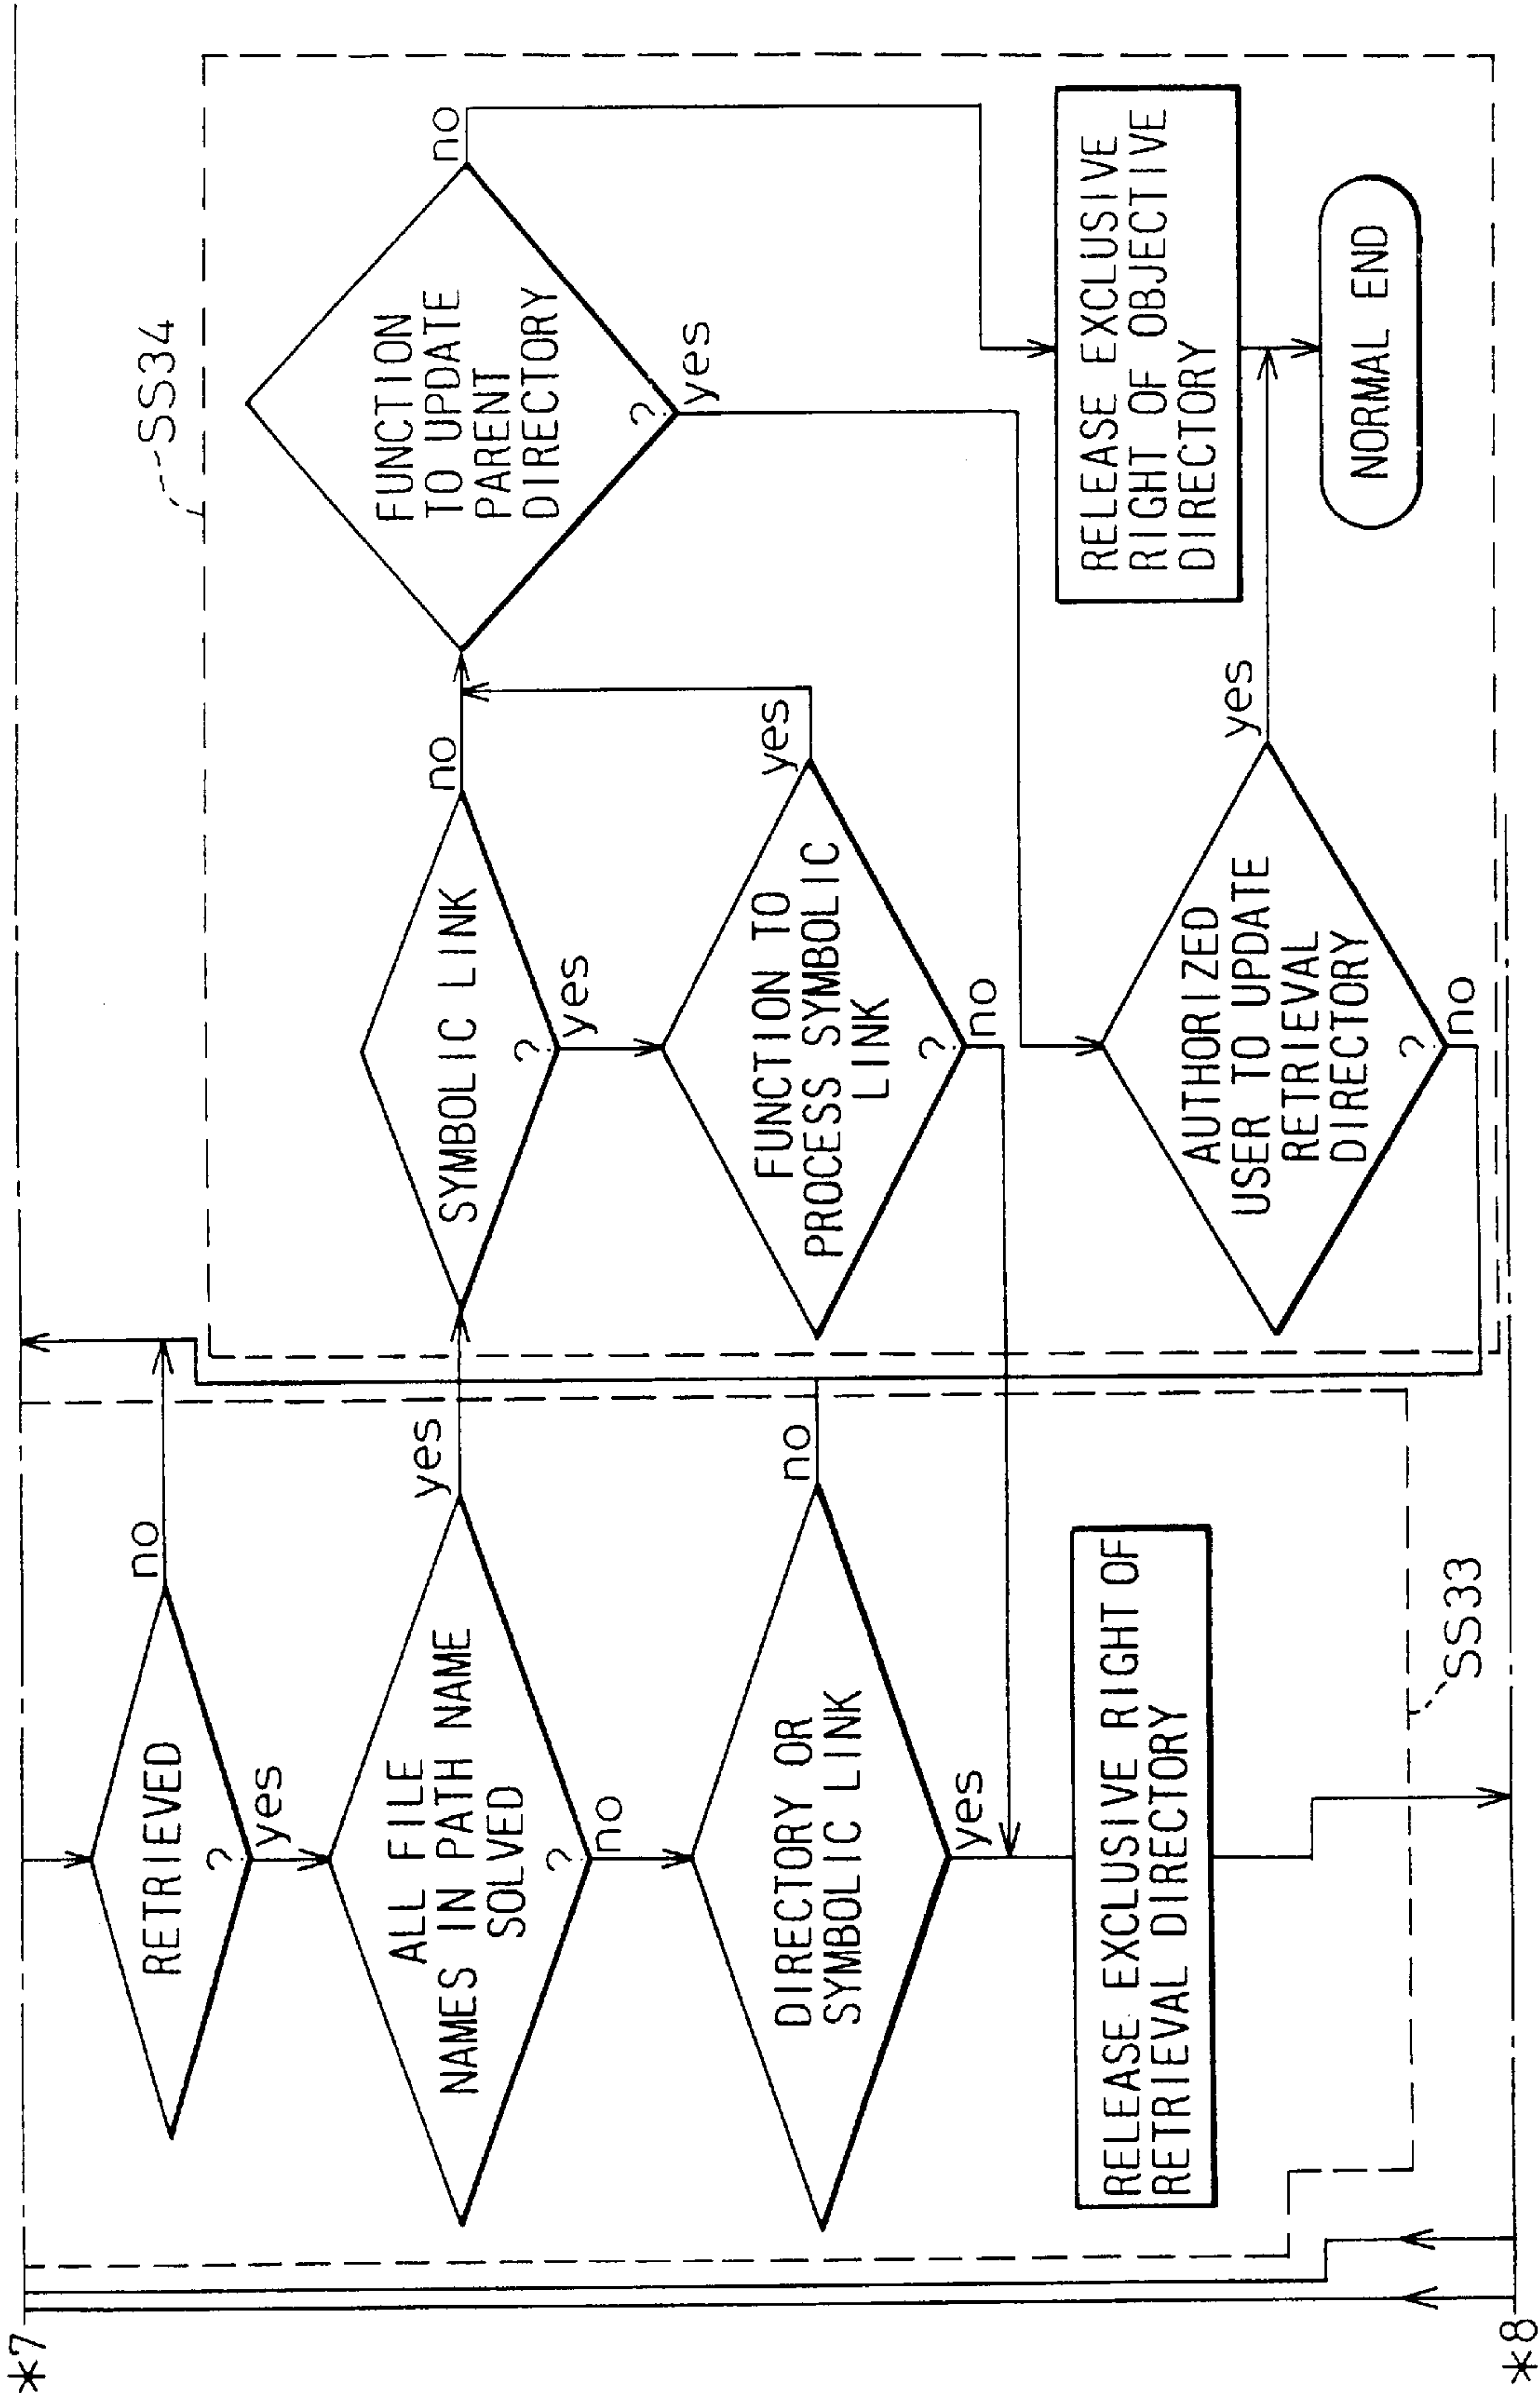 *7
RETRIEVED
?
no
yes
ALL FILE
NAMES IN PATH NAME
SOLVED
?
yes
no
DIRECTORY OR
SYMBOLIC LINK
no
yes
RELEASE EXCLUSIVE RIGHT OF
RETRIEVAL DIRECTORY
SS33
SS34
SYMBOLIC LINK
?
no
yes
FUNCTION TO
PROCESS SYMBOLIC
LINK
?
yes
no
FUNCTION
TO UPDATE
PARENT
DIRECTORY
?
no
yes
AUTHORIZED
USER TO UPDATE
RETRIEVAL
DIRECTORY
?
yes
no
RELEASE EXCLUSIVE
RIGHT OF OBJECTIVE
DIRECTORY
NORMAL END
*8